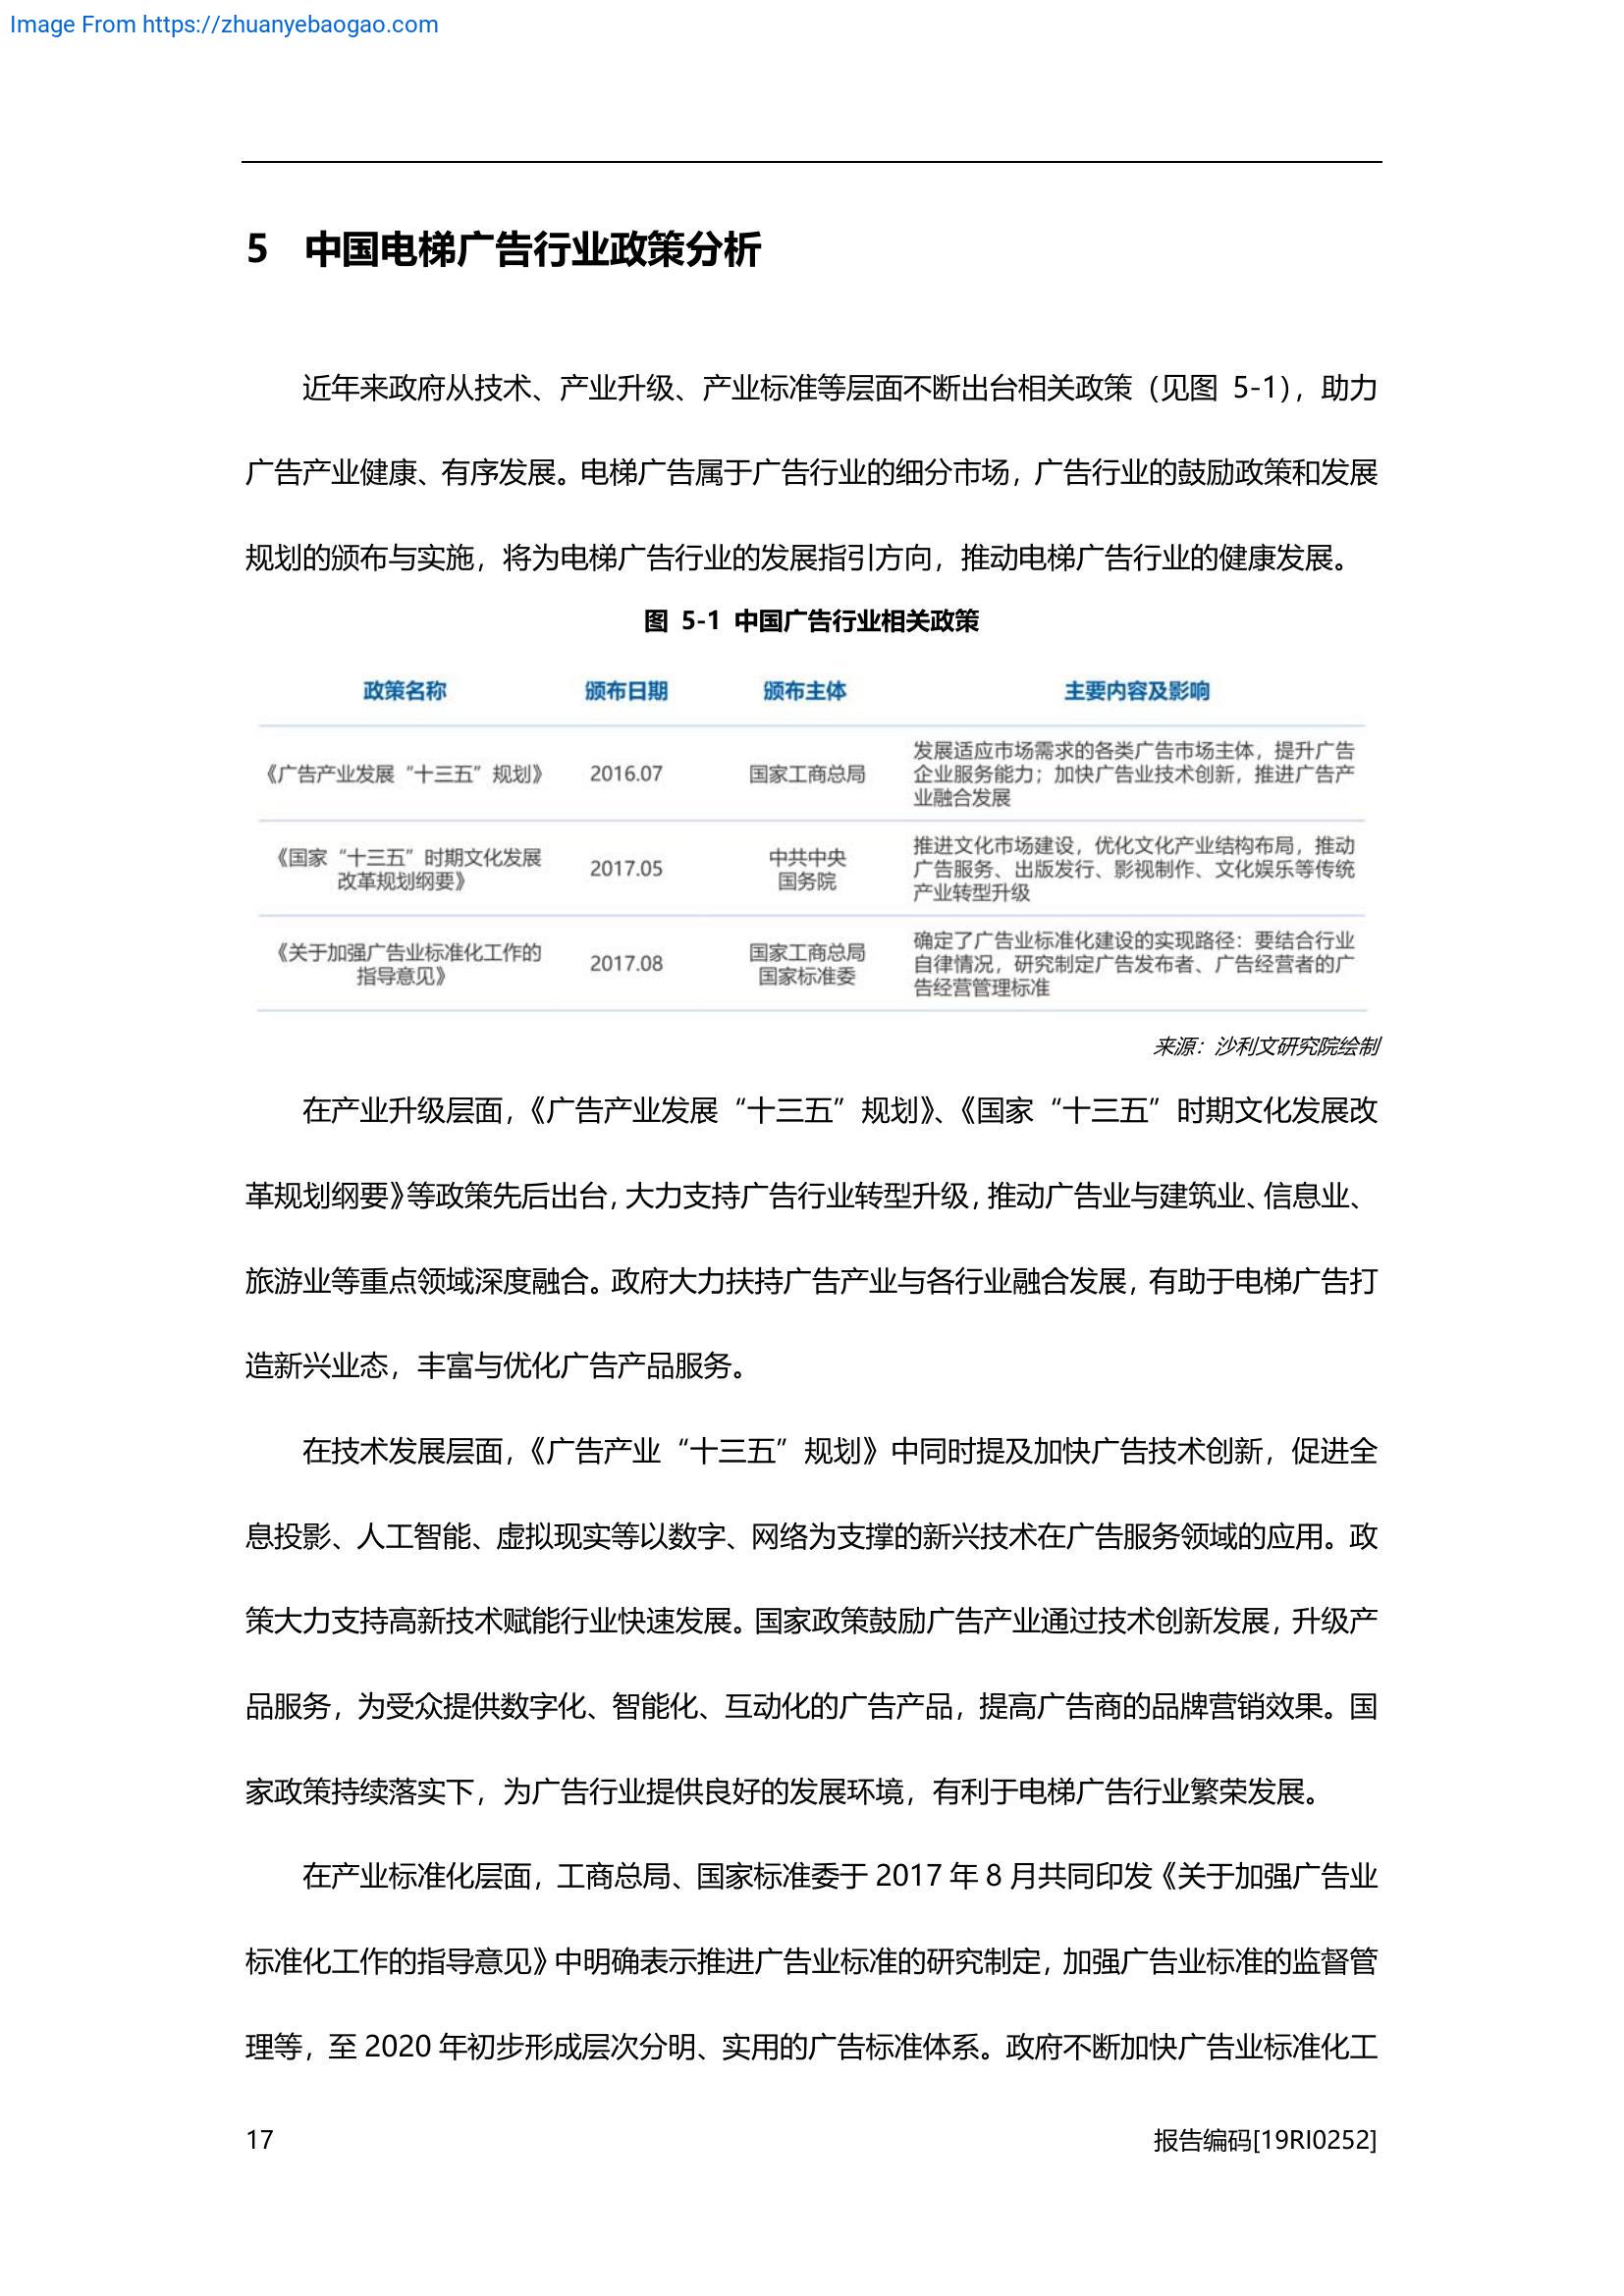 Image From https://zhuanyebaogao.com
5 中国电梯广告行业政策分析
近年来政府从技术、产业升级、产业标准等层面不断出台相关政策（见图 5-1），助力
广告产业健康、有序发展。电梯广告属于广告行业的细分市场，广告行业的鼓励政策和发展
规划的颁布与实施，将为电梯广告行业的发展指引方向，推动电梯广告行业的健康发展。
图 5-1 中国广告行业相关政策
政策名称 颁布日期 颁布主体 主要内容及影响
发展适应市场需求的各类广告市场主体，提升广告
《广告产业发展“十三五”规划》 2016.07 国家工商总局 企业服务能力；加快广告业技术创新，推进广告产
业融合发展
推进文化市场建设，优化文化产业结构布局，推动
《国家“十三五”时期文化发展
改革规划纲要》 2017.05 中共中央
国务院 广告服务、出版发行、影视制作、文化娱乐等传统
产业转型升级
确定了广告业标准化建设的实现路径：要结合行业
《关于加强广告业标准化工作的
指导意见》 2017.08 国家工商总局
国家标准委 自律情况，研究制定广告发布者、广告经营者的广
告经营管理标准
来源：沙利文研究院绘制
在产业升级层面，《广告产业发展“十三五”规划》、《国家“十三五”时期文化发展改
革规划纲要》等政策先后出台，大力支持广告行业转型升级，推动广告业与建筑业、信息业、
旅游业等重点领域深度融合。政府大力扶持广告产业与各行业融合发展，有助于电梯广告打
造新兴业态，丰富与优化广告产品服务。
在技术发展层面，《广告产业“十三五”规划》中同时提及加快广告技术创新，促进全
息投影、人工智能、虚拟现实等以数字、网络为支撑的新兴技术在广告服务领域的应用。政
策大力支持高新技术赋能行业快速发展。国家政策鼓励广告产业通过技术创新发展，升级产
品服务，为受众提供数字化、智能化、互动化的广告产品，提高广告商的品牌营销效果。国
家政策持续落实下，为广告行业提供良好的发展环境，有利于电梯广告行业繁荣发展。
在产业标准化层面，工商总局、国家标准委于 2017 年 8 月共同印发《关于加强广告业
标准化工作的指导意见》中明确表示推进广告业标准的研究制定，加强广告业标准的监督管
理等，至 2020 年初步形成层次分明、实用的广告标准体系。政府不断加快广告业标准化工
17 报告编码[19RI0252]